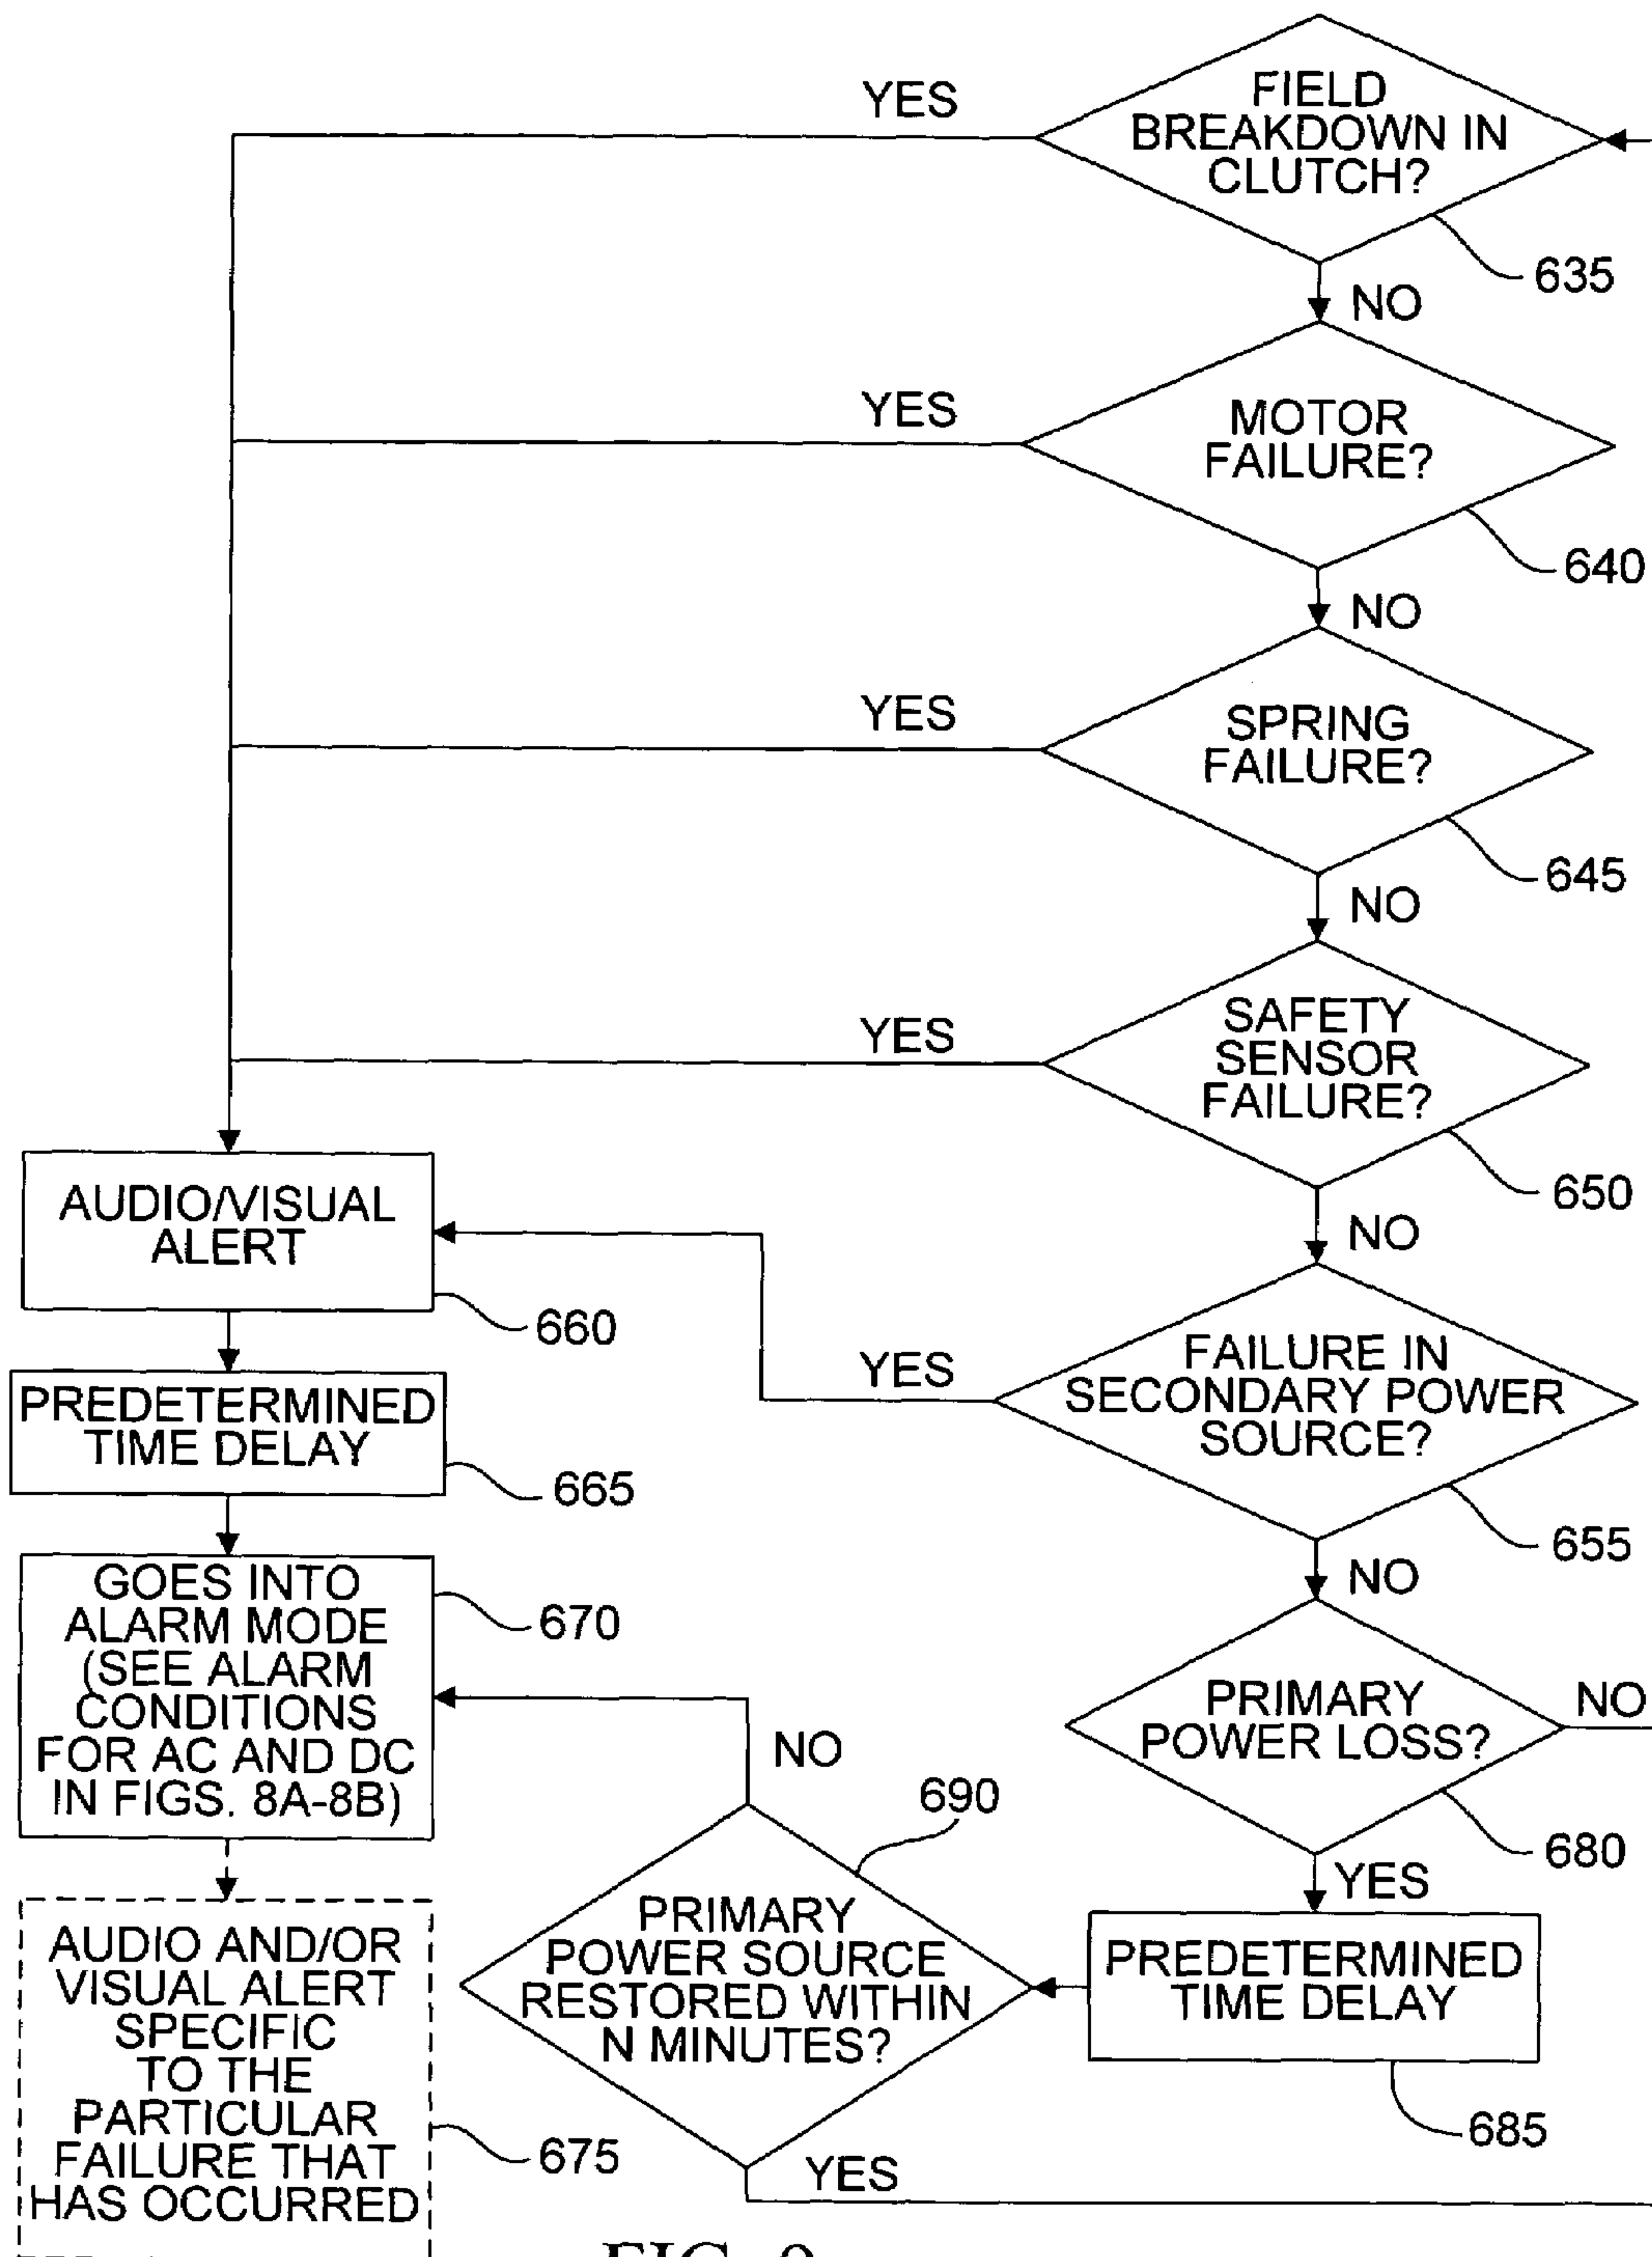 FIELD
BREAKDOWN IN
CLUTCH?
YES
635
NO
MOTOR
FAILURE?
YES
640
NO
SPRING
FAILURE?
YES
645
NO
SAFETY
SENSOR
FAILURE?
YES
650
NO
AUDIO/VISUAL
ALERT
660
FAILURE IN
SECONDARY POWER
SOURCE?
YES
655
NO
PREDETERMINED
TIME DELAY
665
GOES INTO
ALARM MODE
(SEE ALARM
CONDITIONS
FOR AC AND DC
IN FIGS. 8A-8B)
670
PRIMARY
POWER LOSS?
NO
680
YES
PREDETERMINED
TIME DELAY
685
NO
690
PRIMARY
POWER SOURCE
RESTORED WITHIN
N MINUTES?
YES
AUDIO AND/OR
VISUAL ALERT
SPECIFIC
TO THE
PARTICULAR
FAILURE THAT
HAS OCCURRED
675